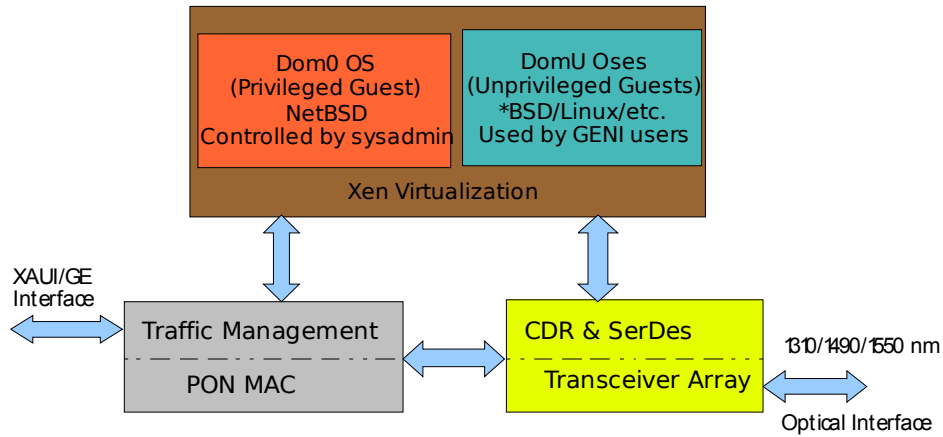 Dom0 OS
(Privileged Guest)
NetBSD
Controlled by sysadmin
DomU Oses
(Unprivileged Guests)
*BSD/Linux/etc.
Used by GENI users
Xen Virtualization
XAUI/GE
Interface
Traffic Management
PON MAC
CDR & SerDes
Transceiver Array
1310/1490/1550 nm
Optical Interface